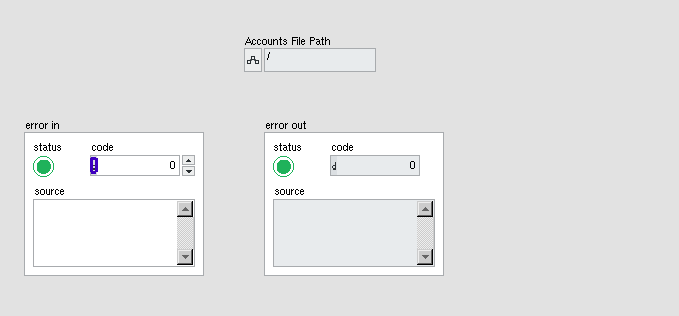 Accounts File Path
/
error in
status code
! 0
source
error out
status code
d 0
source